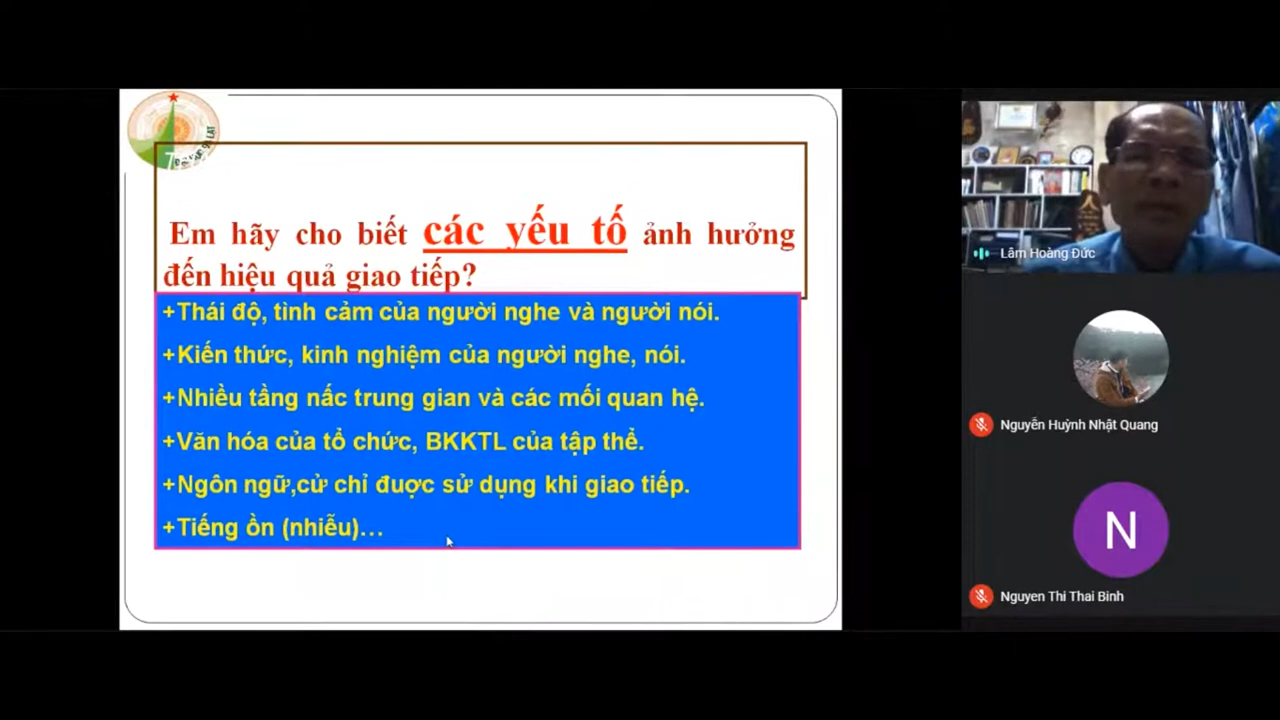 Em hãy cho biết các yếu tố ảnh hưởng
đến hiệu quả giao tiếp?
+Thái độ, tình cảm của người nghe và người nói.
+Kiến thức, kinh nghiệm của người nghe, nói.
+Nhiều tầng nấc trung gian và các mối quan hệ.
+Văn hóa của tổ chức, BKKTL của tập thể.
+Ngôn ngữ,cử chỉ đuợc sử dụng khi giao tiếp.
+Tiếng ồn (nhiễu)...
Lâm Hoàng Đức
Nguyễn Huỳnh Nhật Quang
N
Nguyen Thi Thai Binh